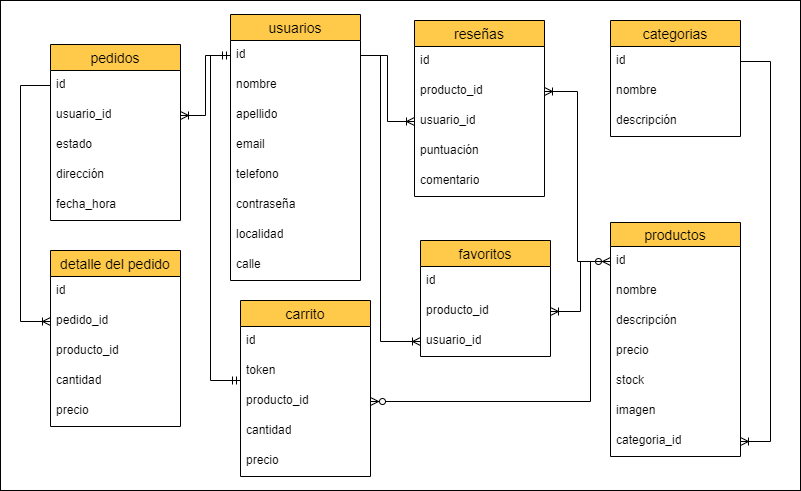 pedidos
id
usuario_id
estado
dirección
fecha_hora
detalle del pedido
id
pedido_id
producto_id
cantidad
precio
usuarios
id
nombre
apellido
email
telefono
contraseña
localidad
calle
carrito
id
token
producto_id
cantidad
precio
reseñas
id
producto_id
usuario_id
puntuación
comentario
favoritos
id
producto_id
usuario_id
categorias
id
nombre
descripción
productos
id
nombre
descripción
precio
stock
imagen
categoria_id